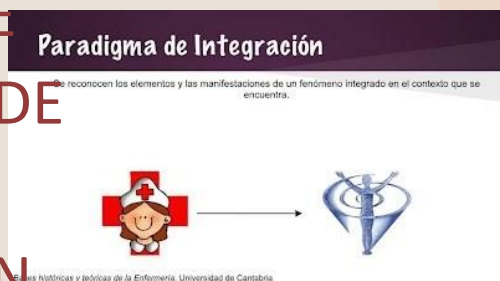 Paradigma de Integración
Se reconocen los elementos y las manifestaciones de un fenómeno integrado en el contexto que se
encuentra.
DE
N
Bases históricas y teóricas de la Enfermería. Universidad de Cantabria